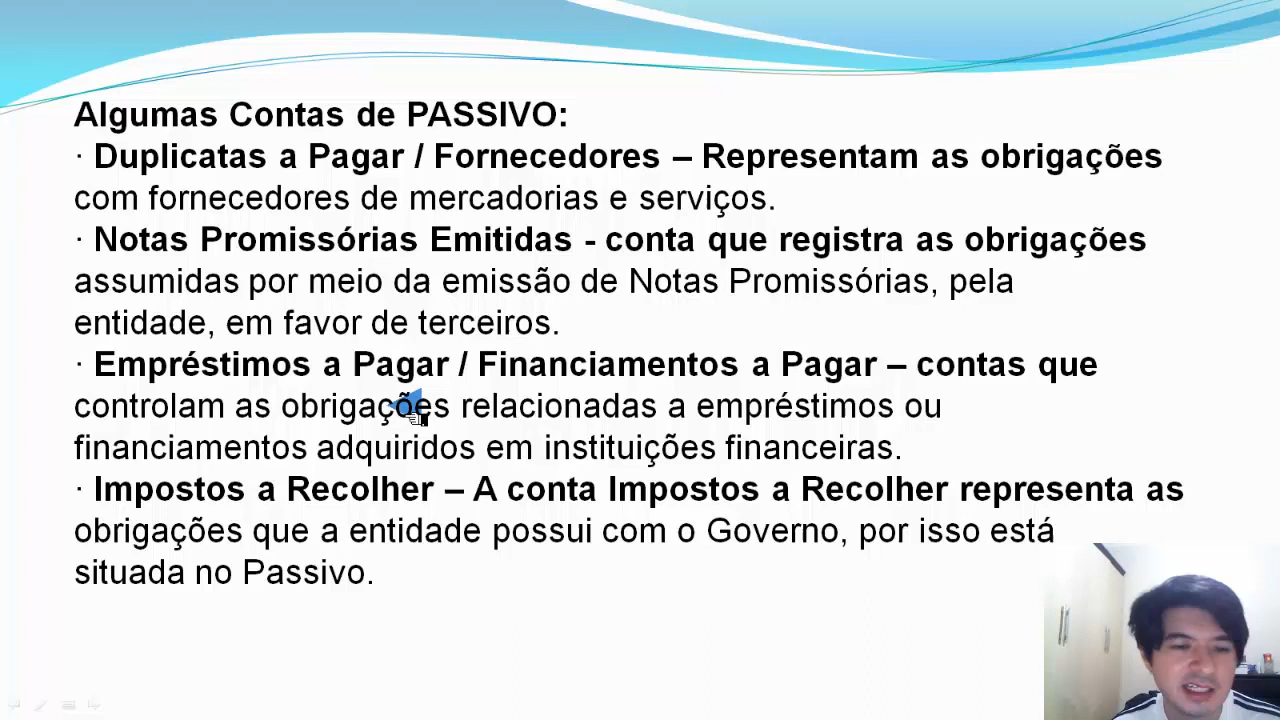 Algumas Contas de PASSIVO:
· Duplicatas a Pagar / Fornecedores – Representam as obrigações
com fornecedores de mercadorias e serviços.
· Notas Promissórias Emitidas - conta que registra as obrigações
assumidas por meio da emissão de Notas Promissórias, pela
entidade, em favor de terceiros.
· Empréstimos a Pagar / Financiamentos a Pagar – contas que
controlam as obrigações relacionadas a empréstimos ou
financiamentos adquiridos em instituições financeiras.
· Impostos a Recolher – A conta Impostos a Recolher representa as
obrigações que a entidade possui com o Governo, por isso está
situada no Passivo.